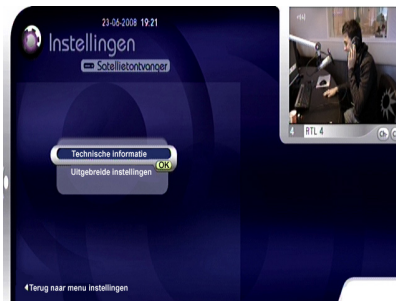 23-06-2008 19:21
Instellingen
Satellietontvanger
Technische informatie
OK
Uitgebreide instellingen
4 RTL 4
Terug naar menu instellingen